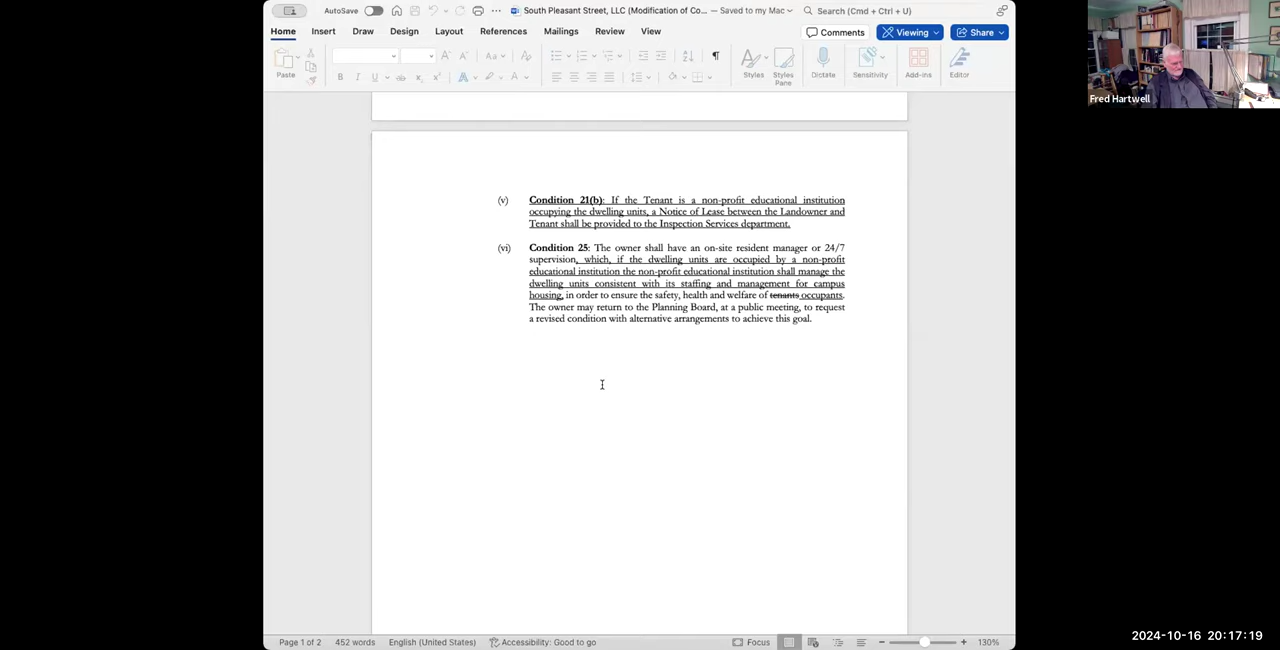 AutoSave
South Pleasant Street, LLC (Modification of Co... — Saved to my Mac
Search (Cmd + Ctrl + U)
Home Insert Draw Design Layout References Mailings Review View
Comments Viewing Share
Paste
Styles
Styles Pane
Dictate
Sensitivity
Add-ins
Editor
Fred Hartwell
(v) Condition 21(b): If the Tenant is a non-profit educational institution
occupying the dwelling units, a Notice of Lease between the Landowner and
Tenant shall be provided to the Inspection Services department.
(vi) Condition 25: The owner shall have an on-site resident manager or 24/7
supervision, which, if the dwelling units are occupied by a non-profit
educational institution the non-profit educational institution shall manage the
dwelling units consistent with its staffing and management for campus
housing, in order to ensure the safety, health and welfare of tenants occupants.
The owner may return to the Planning Board, at a public meeting, to request
a revised condition with alternative arrangements to achieve this goal.
Page 1 of 2 452 words English (United States) Accessibility: Good to go Focus 130%
2024-10-16 20:17:19